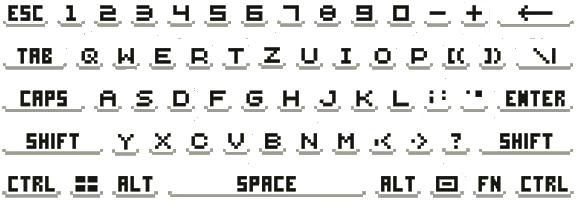 ESC 1 2 3 4 5 6 7 8 9 0 - + ←
TAB Q W E R T Z U I O P [( ]) \|
CAPS A S D F G H J K L ;: '" ENTER
SHIFT Y X C V B N M ,< .> ? SHIFT
CTRL ALT SPACE ALT FN CTRL